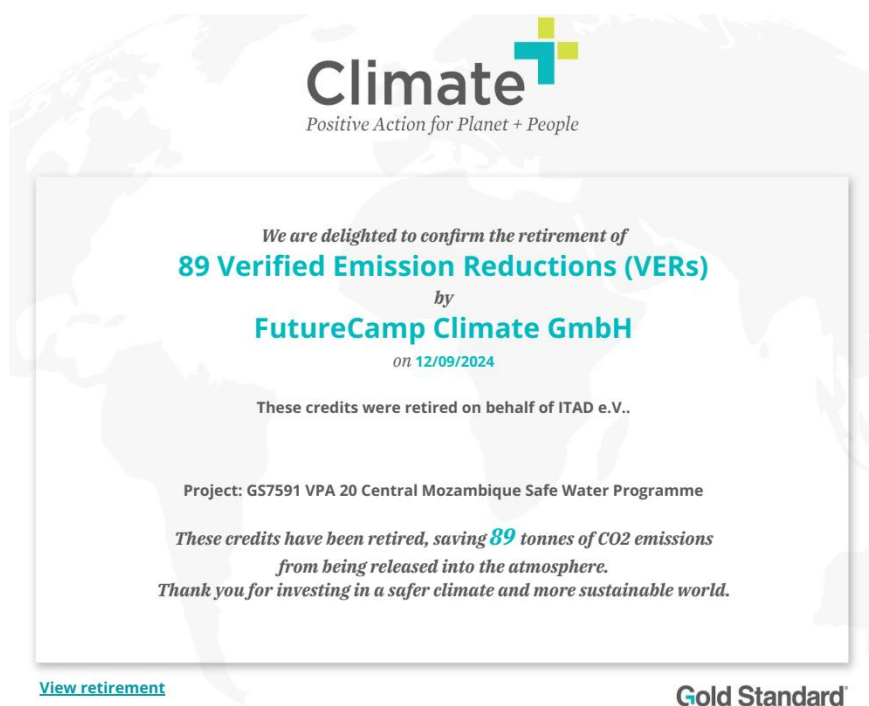 Climate
Positive Action for Planet + People
We are delighted to confirm the retirement of
89 Verified Emission Reductions (VERs)
by
FutureCamp Climate GmbH
on 12/09/2024
These credits were retired on behalf of ITAD e.V..
Project: GS7591 VPA 20 Central Mozambique Safe Water Programme
These credits have been retired, saving 89 tonnes of CO2 emissions
from being released into the atmosphere.
Thank you for investing in a safer climate and more sustainable world.
View retirement
Gold Standard